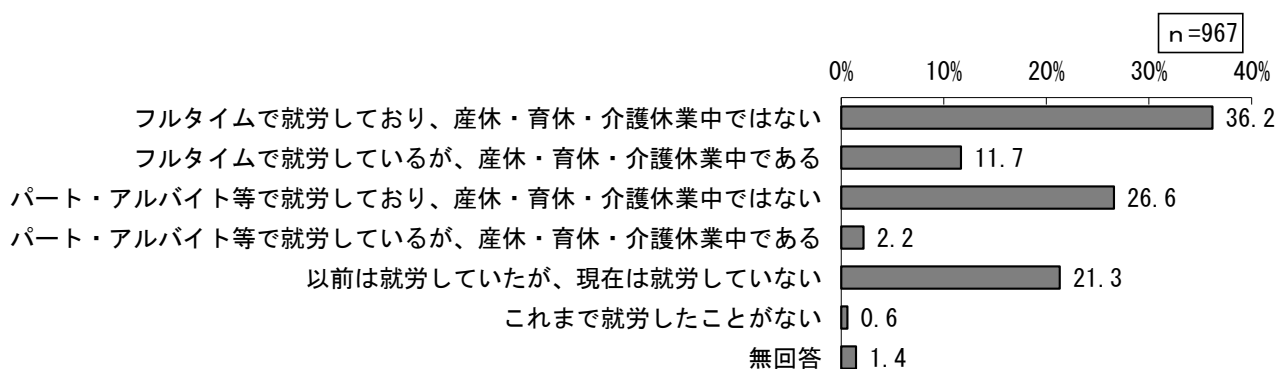 ｎ=967
0% 10% 20% 30% 40%
フルタイムで就労しており、産休・育休・介護休業中ではない 36.2
フルタイムで就労しているが、産休・育休・介護休業中である 11.7
パート・アルバイト等で就労しており、産休・育休・介護休業中ではない 26.6
パート・アルバイト等で就労しているが、産休・育休・介護休業中である 2.2
以前は就労していたが、現在は就労していない 21.3
これまで就労したことがない 0.6
無回答 1.4